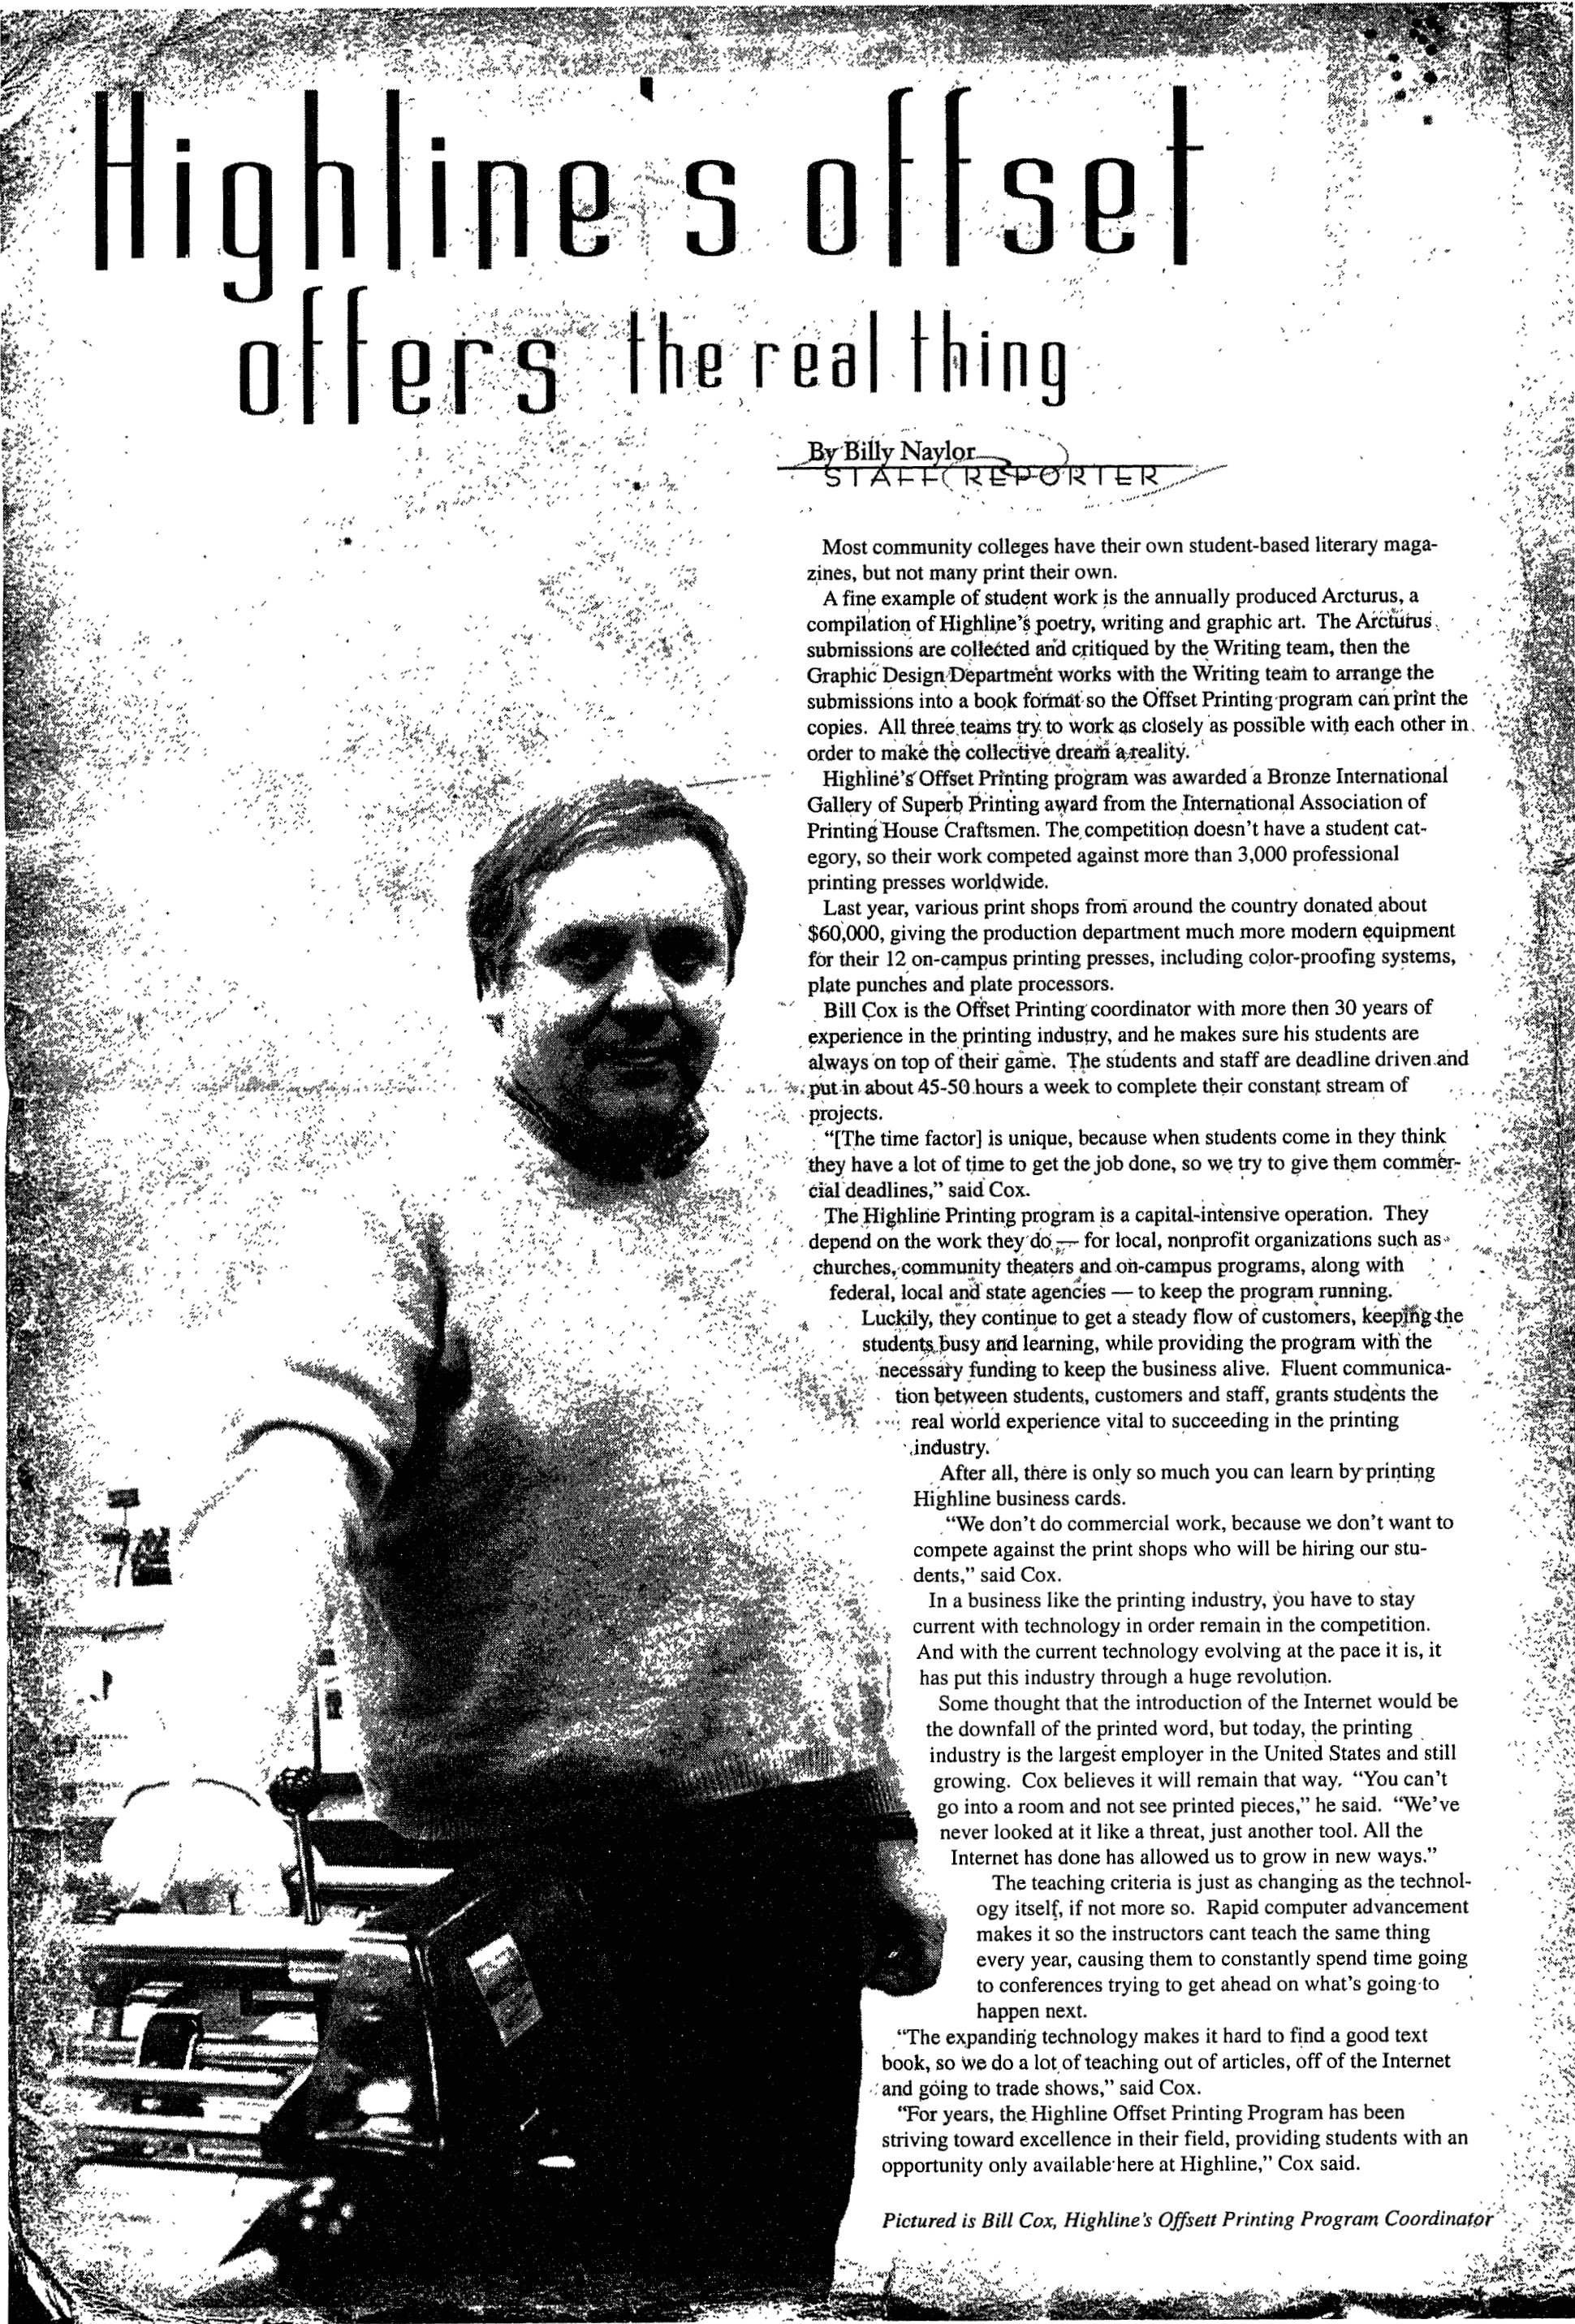 Highline's offset
offers the real thing
By Billy Naylor
STAFF REPORTER
Most community colleges have their own student-based literary maga-
zines, but not many print their own.
A fine example of student work is the annually produced Arcturus, a
compilation of Highline's poetry, writing and graphic art. The Arcturus
submissions are collected and critiqued by the Writing team, then the
Graphic Design Department works with the Writing team to arrange the
submissions into a book format so the Offset Printing program can print the
copies. All three teams try to work as closely as possible with each other in
order to make the collective dream a reality.
Highline's Offset Printing program was awarded a Bronze International
Gallery of Superb Printing award from the International Association of
Printing House Craftsmen. The competition doesn't have a student cat-
egory, so their work competed against more than 3,000 professional
printing presses worldwide.
Last year, various print shops from around the country donated about
$60,000, giving the production department much more modern equipment
for their 12 on-campus printing presses, including color-proofing systems,
plate punches and plate processors.
Bill Cox is the Offset Printing coordinator with more then 30 years of
experience in the printing industry, and he makes sure his students are
always on top of their game. The students and staff are deadline driven and
put in about 45-50 hours a week to complete their constant stream of
projects.
“[The time factor] is unique, because when students come in they think
they have a lot of time to get the job done, so we try to give them commer-
cial deadlines,” said Cox.
The Highline Printing program is a capital-intensive operation. They
depend on the work they do — for local, nonprofit organizations such as
churches, community theaters and on-campus programs, along with
federal, local and state agencies — to keep the program running.
Luckily, they continue to get a steady flow of customers, keeping the
students busy and learning, while providing the program with the
necessary funding to keep the business alive. Fluent communica-
tion between students, customers and staff, grants students the
real world experience vital to succeeding in the printing
industry.
After all, there is only so much you can learn by printing
Highline business cards.
“We don't do commercial work, because we don't want to
compete against the print shops who will be hiring our stu-
dents,” said Cox.
In a business like the printing industry, you have to stay
current with technology in order remain in the competition.
And with the current technology evolving at the pace it is, it
has put this industry through a huge revolution.
Some thought that the introduction of the Internet would be
the downfall of the printed word, but today, the printing
industry is the largest employer in the United States and still
growing. Cox believes it will remain that way. “You can't
go into a room and not see printed pieces,” he said. “We've
never looked at it like a threat, just another tool. All the
Internet has done has allowed us to grow in new ways.”
The teaching criteria is just as changing as the technol-
ogy itself, if not more so. Rapid computer advancement
makes it so the instructors cant teach the same thing
every year, causing them to constantly spend time going
to conferences trying to get ahead on what's going to
happen next.
“The expanding technology makes it hard to find a good text
book, so we do a lot of teaching out of articles, off of the Internet
and going to trade shows,” said Cox.
“For years, the Highline Offset Printing Program has been
striving toward excellence in their field, providing students with an
opportunity only available here at Highline,” Cox said.
Pictured is Bill Cox, Highline's Offsett Printing Program Coordinator